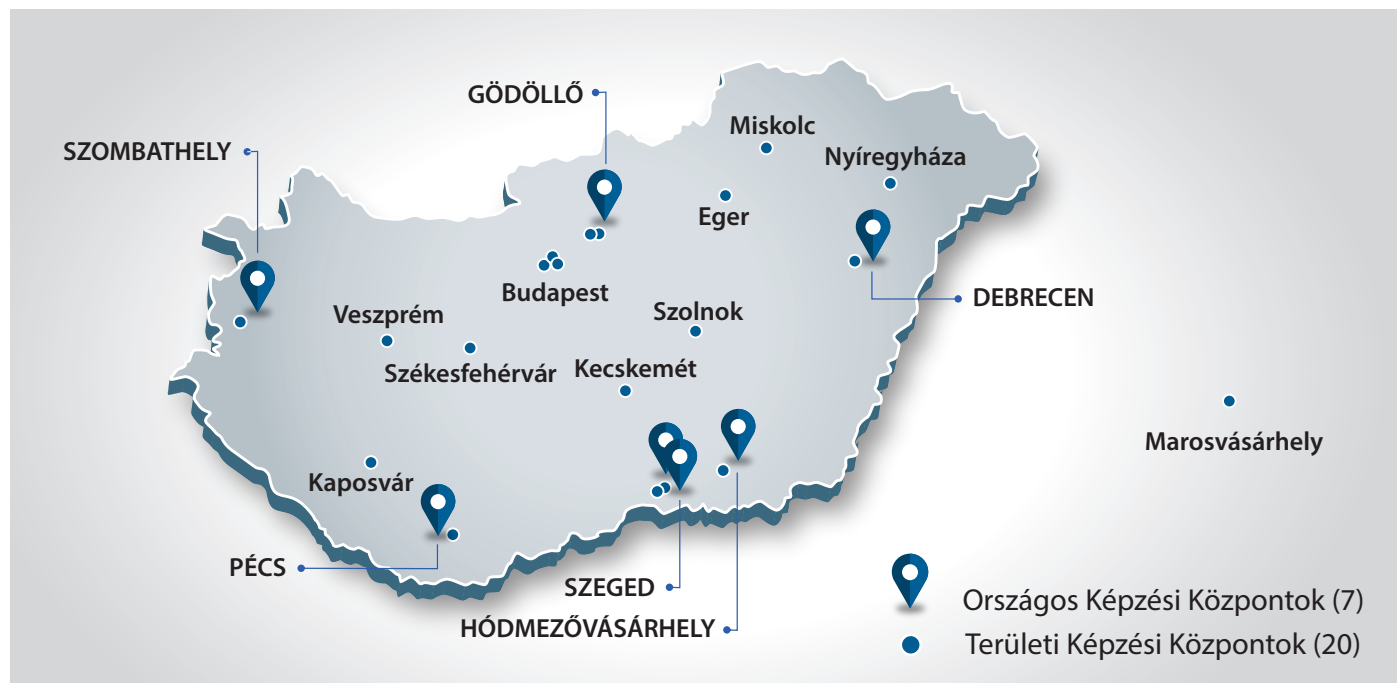 GÖDÖLLŐ
Miskolc
SZOMBATHELY
Nyíregyháza
Eger
Budapest
DEBRECEN
Veszprém
Szolnok
Székesfehérvár
Kecskemét
Marosvásárhely
Kaposvár
PÉCS
SZEGED
HÓDMEZŐVÁSÁRHELY
Országos Képzési Központok (7)
Területi Képzési Központok (20)